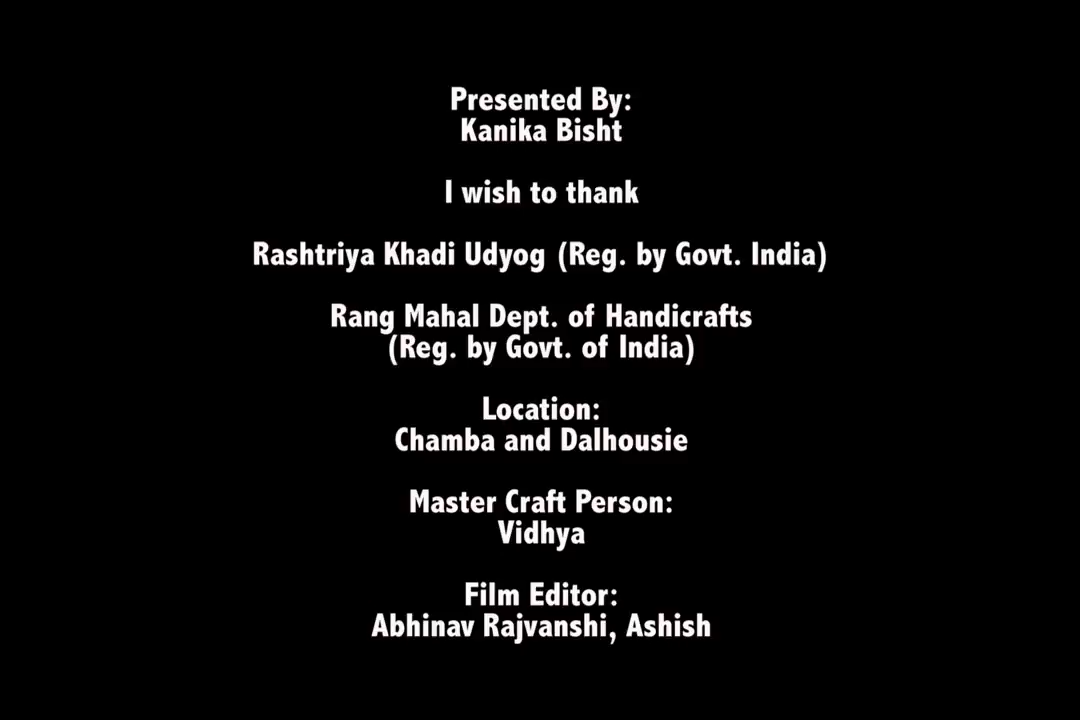 Presented By:
Kanika Bisht
I wish to thank
Rashtriya Khadi Udyog (Reg. by Govt. India)
Rang Mahal Dept. of Handicrafts
(Reg. by Govt. of India)
Location:
Chamba and Dalhousie
Master Craft Person:
Vidhya
Film Editor:
Abhinav Rajvanshi, Ashish